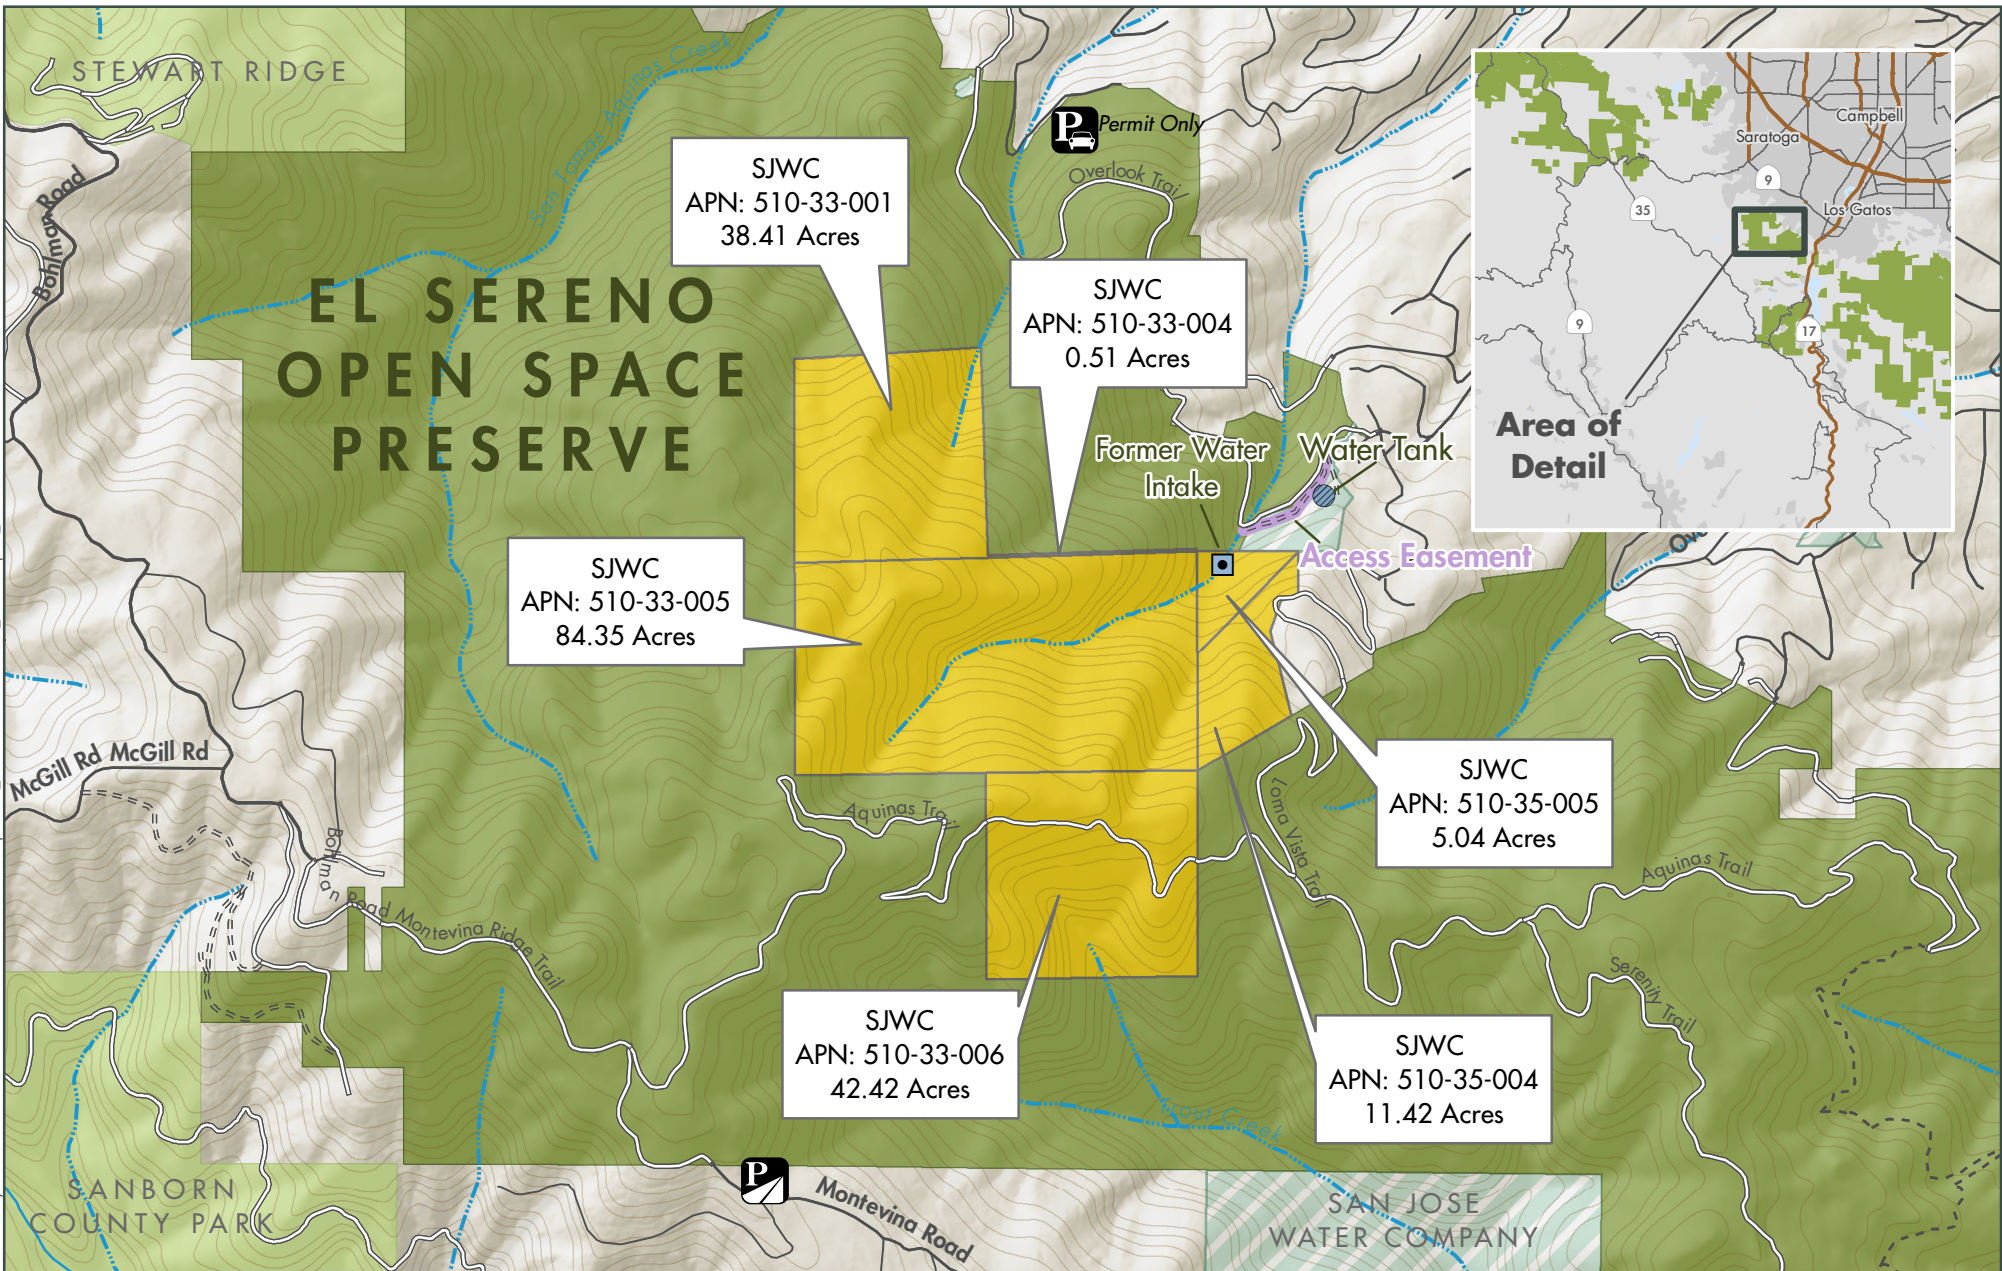 STEWART RIDGE
San Tomas Aquinas Creek
P
Permit Only
Overlook Trail
Bohlman Road
EL SERENO
OPEN SPACE
PRESERVE
SJWC
APN: 510-33-001
38.41 Acres
SJWC
APN: 510-33-004
0.51 Acres
Former Water
Intake
Water Tank
Access Easement
SJWC
APN: 510-33-005
84.35 Acres
Saratoga
Campbell
9
35
Los Gatos
9
17
Area of
Detail
McGill Rd
McGill Rd
Aquinas Trail
Loma Vista Trail
SJWC
APN: 510-35-005
5.04 Acres
Aquinas Trail
Bohlman Road
Montevina Ridge Trail
Serenity Trail
SJWC
APN: 510-33-006
42.42 Acres
SJWC
APN: 510-35-004
11.42 Acres
Trout Creek
P
Montevina Road
SANBORN
COUNTY PARK
SAN JOSE
WATER COMPANY